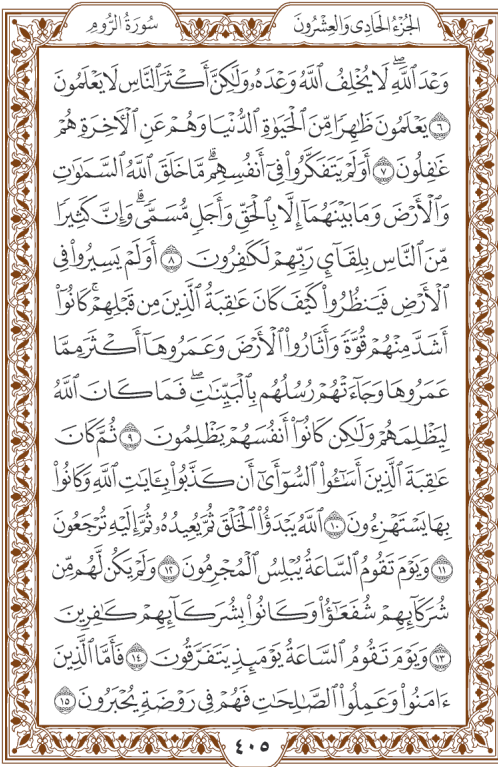 سُورَةُ الرُّومِ
الجُزْءُ الحَادِى وَالعِشْرُونَ
وَعْدَ ٱللَّهِۖ لَا يُخْلِفُ ٱللَّهُ وَعْدَهُۥ وَلَٰكِنَّ أَكْثَرَ ٱلنَّاسِ لَا يَعْلَمُونَ
٦ يَعْلَمُونَ ظَٰهِرًا مِّنَ ٱلْحَيَوٰةِ ٱلدُّنْيَا وَهُمْ عَنِ ٱلْأٓخِرَةِ هُمْ
غَٰفِلُونَ ٧ أَوَلَمْ يَتَفَكَّرُوا۟ فِىٓ أَنفُسِهِمۗ مَّا خَلَقَ ٱللَّهُ ٱلسَّمَٰوَٰتِ
وَٱلْأَرْضَ وَمَا بَيْنَهُمَآ إِلَّا بِٱلْحَقِّ وَأَجَلٍ مُّسَمًّىۗ وَإِنَّ كَثِيرًا
مِّنَ ٱلنَّاسِ بِلِقَآئِ رَبِّهِمْ لَكَٰفِرُونَ ٨ أَوَلَمْ يَسِيرُوا۟ فِى
ٱلْأَرْضِ فَيَنظُرُوا۟ كَيْفَ كَانَ عَٰقِبَةُ ٱلَّذِينَ مِن قَبْلِهِمْۚ كَانُوٓا۟
أَشَدَّ مِنْهُمْ قُوَّةً وَأَثَارُوا۟ ٱلْأَرْضَ وَعَمَرُوهَآ أَكْثَرَ مِمَّا
عَمَرُوهَا وَجَآءَتْهُمْ رُسُلُهُم بِٱلْبَيِّنَٰتِۖ فَمَا كَانَ ٱللَّهُ
لِيَظْلِمَهُمْ وَلَٰكِن كَانُوٓا۟ أَنفُسَهُمْ يَظْلِمُونَ ٩ ثُمَّ كَانَ
عَٰقِبَةَ ٱلَّذِينَ أَسَٰٓـُٔوا۟ ٱلسُّوٓأَىٰٓ أَن كَذَّبُوا۟ بِـَٔايَٰتِ ٱللَّهِ وَكَانُوا۟
بِهَا يَسْتَهْزِءُونَ ١٠ ٱللَّهُ يَبْدَؤُا۟ ٱلْخَلْقَ ثُمَّ يُعِيدُهُۥ ثُمَّ إِلَيْهِ تُرْجَعُونَ
١١ وَيَوْمَ تَقُومُ ٱلسَّاعَةُ يُبْلِسُ ٱلْمُجْرِمُونَ ١٢ وَلَمْ يَكُن لَّهُم مِّن
شُرَكَآئِهِمْ شُفَعَٰٓؤُا۟ وَكَانُوا۟ بِشُرَكَآئِهِمْ كَٰفِرِينَ
١٣ وَيَوْمَ تَقُومُ ٱلسَّاعَةُ يَوْمَئِذٍ يَتَفَرَّقُونَ ١٤ فَأَمَّا ٱلَّذِينَ
ءَامَنُوا۟ وَعَمِلُوا۟ ٱلصَّٰلِحَٰتِ فَهُمْ فِى رَوْضَةٍ يُحْبَرُونَ ١٥
٤٠٥